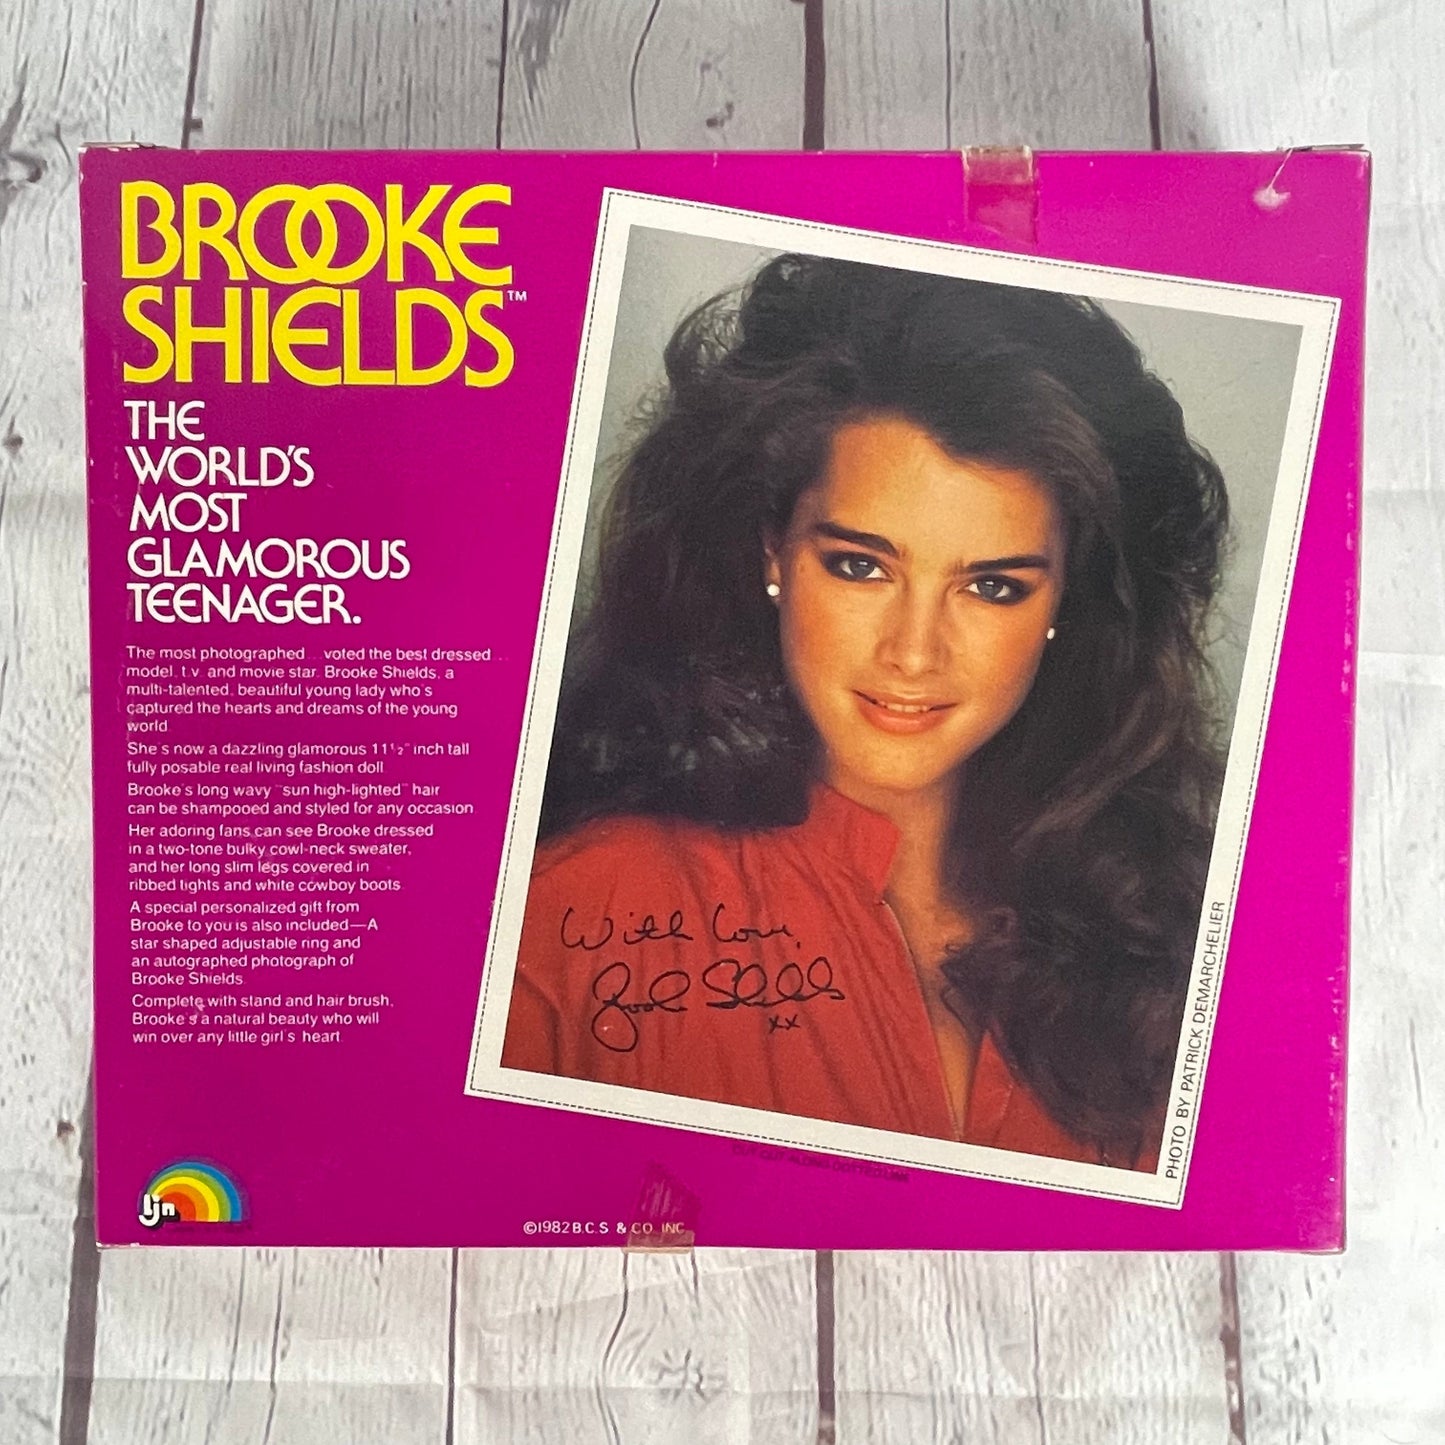 BROOKE
SHIELDS™
THE
WORLD'S
MOST
GLAMOROUS
TEENAGER.
The most photographed... voted the best dressed...
model, t.v. and movie star. Brooke Shields, a
multi-talented, beautiful young lady who's
captured the hearts and dreams of the young
world.
She's now a dazzling glamorous 11½" inch tall
fully posable real living fashion doll.
Brooke's long wavy "sun high-lighted" hair
can be shampooed and styled for any occasion.
Her adoring fans can see Brooke dressed
in a two-tone bulky cowl-neck sweater,
and her long slim legs covered in
ribbed tights and white cowboy boots.
A special personalized gift from
Brooke to you is also included—A
star shaped adjustable ring and
an autographed photograph of
Brooke Shields.
Complete with stand and hair brush,
Brooke's a natural beauty who will
win over any little girl's heart.
With Love,
Brooke Shields
xx
PHOTO BY PATRICK DEMARCHELIER
CUT OUT ALONG DOTTED LINE
ljn
©1982 B.C.S. & CO. INC.